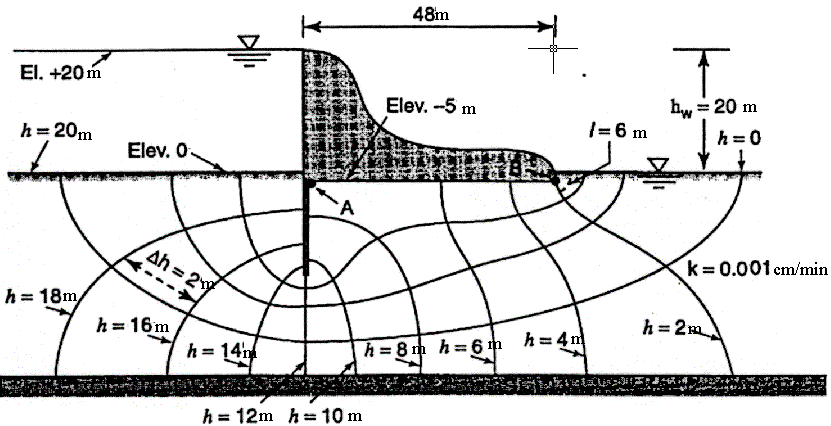 48m
El. +20 m
Elev. -5 m
h_w = 20 m
h = 20m
Elev. 0
l = 6 m
h = 0
B
A
Δh = 2 m
k = 0.001 cm/min
h = 18m
h = 16m
h = 14m
h = 8 m
h = 6 m
h = 4m
h = 2m
h = 12m
h = 10 m